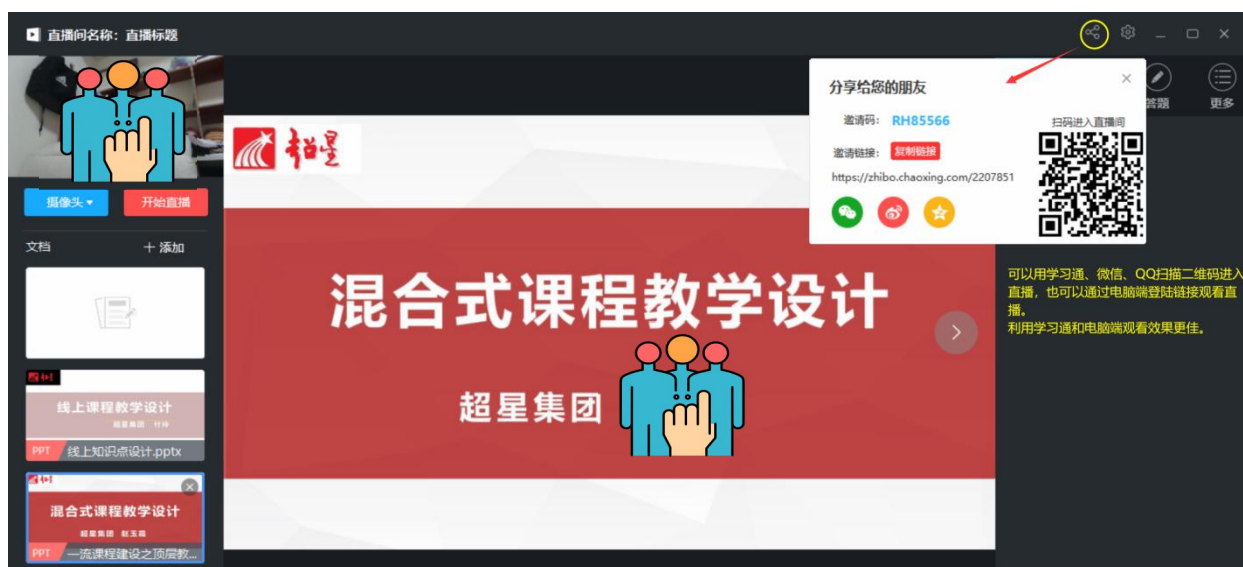 直播间名称：直播标题
分享给您的朋友
邀请码： RH85566
邀请链接： 复制链接
https://zhibo.chaoxing.com/2207851
扫码进入直播间
答题
更多
摄像头
开始直播
文档
＋ 添加
超星
混合式课程教学设计
超星集团
可以用学习通、微信、QQ扫描二维码进入
直播，也可以通过电脑端登陆链接观看直
播。
利用学习通和电脑端观看效果更佳。
线上课程教学设计
超星集团
PPT 线上知识点设计.pptx
混合式课程教学设计
超星集团 赵玉霞
PPT 一流课程建设之顶层教...